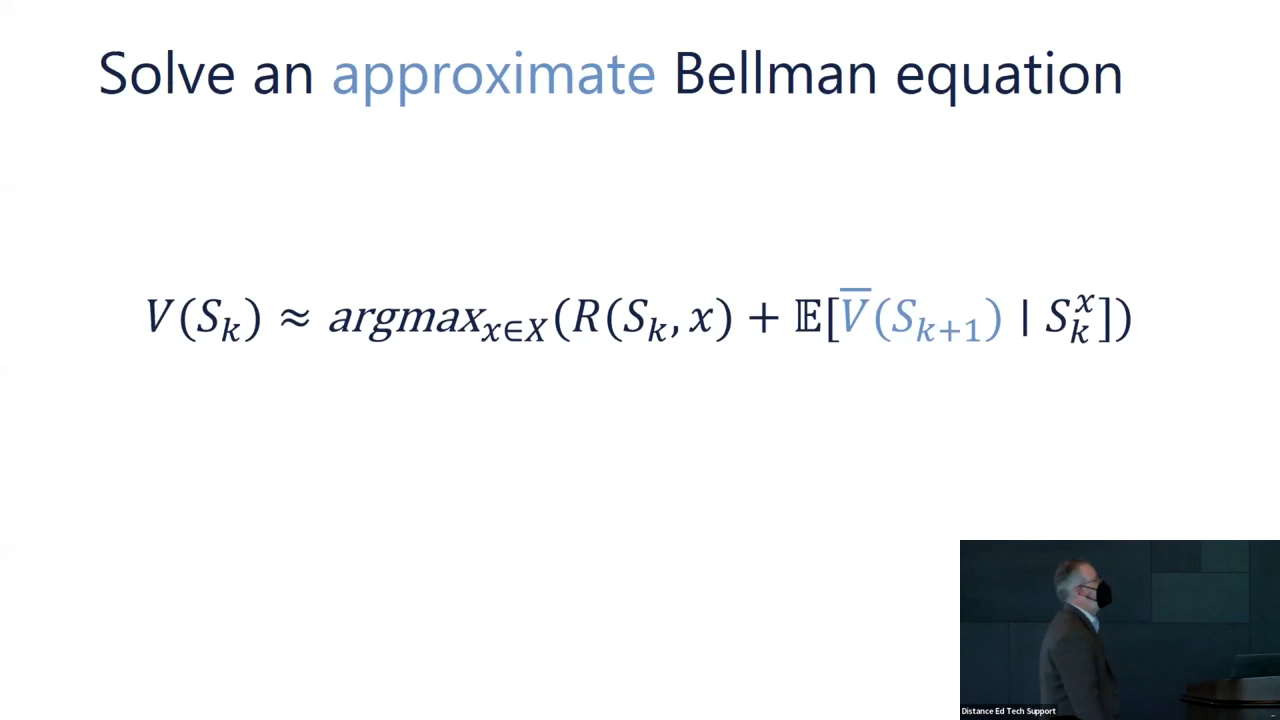 Solve an approximate Bellman equation
V(S_k) ≈ argmax_{x∈X}(R(S_k, x) + 𝔼[V̅(S_{k+1}) | S_k^x])
Distance Ed Tech Support